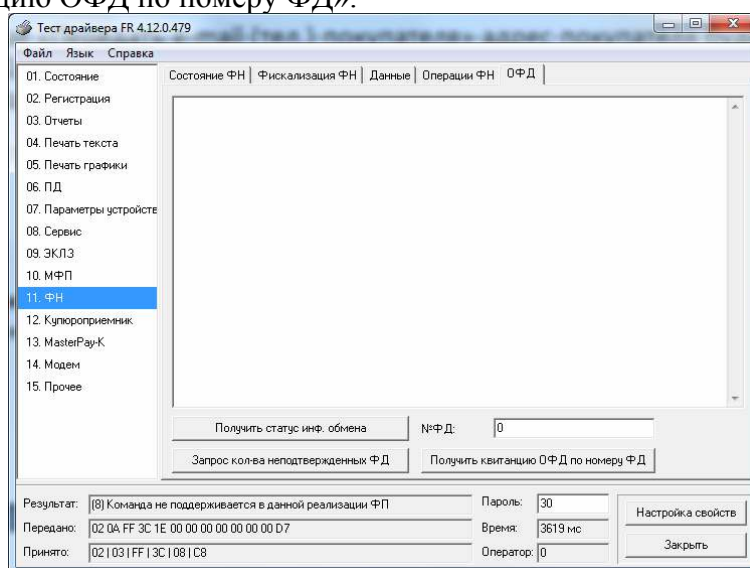 цию ОФД по номеру ФД».
Тест драйвера FR 4.12.0.479
Файл Язык Справка
01. Состояние
02. Регистрация
03. Отчеты
04. Печать текста
05. Печать графики
06. ПД
07. Параметры устройств
08. Сервис
09. ЭКЛЗ
10. МФП
11. ФН
12. Купюроприемник
13. MasterPay-K
14. Модем
15. Прочее
Состояние ФН Фискализация ФН Данные Операции ФН ОФД
Получить статус инф. обмена №ФД: 0
Запрос кол-ва неподтвержденных ФД Получить квитанцию ОФД по номеру ФД
Результат: (8) Команда не поддерживается в данной реализации ФП Пароль: 30
Передано: 02 0A FF 3C 1E 00 00 00 00 00 00 00 D7 Время: 3619 мс
Принято: 02 | 03 | FF | 3C | 08 | C8 Оператор: 0
Настройка свойств
Закрыть